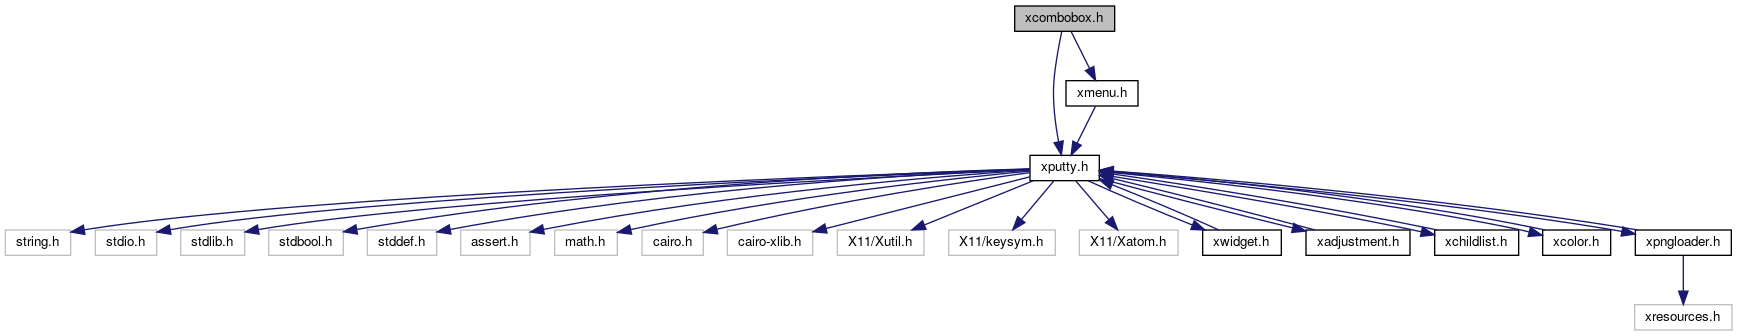 xcombobox.h
xmenu.h
xputty.h
string.h
stdio.h
stdlib.h
stdbool.h
stddef.h
assert.h
math.h
cairo.h
cairo-xlib.h
X11/Xutil.h
X11/keysym.h
X11/Xatom.h
xwidget.h
xadjustment.h
xchildlist.h
xcolor.h
xpngloader.h
xresources.h